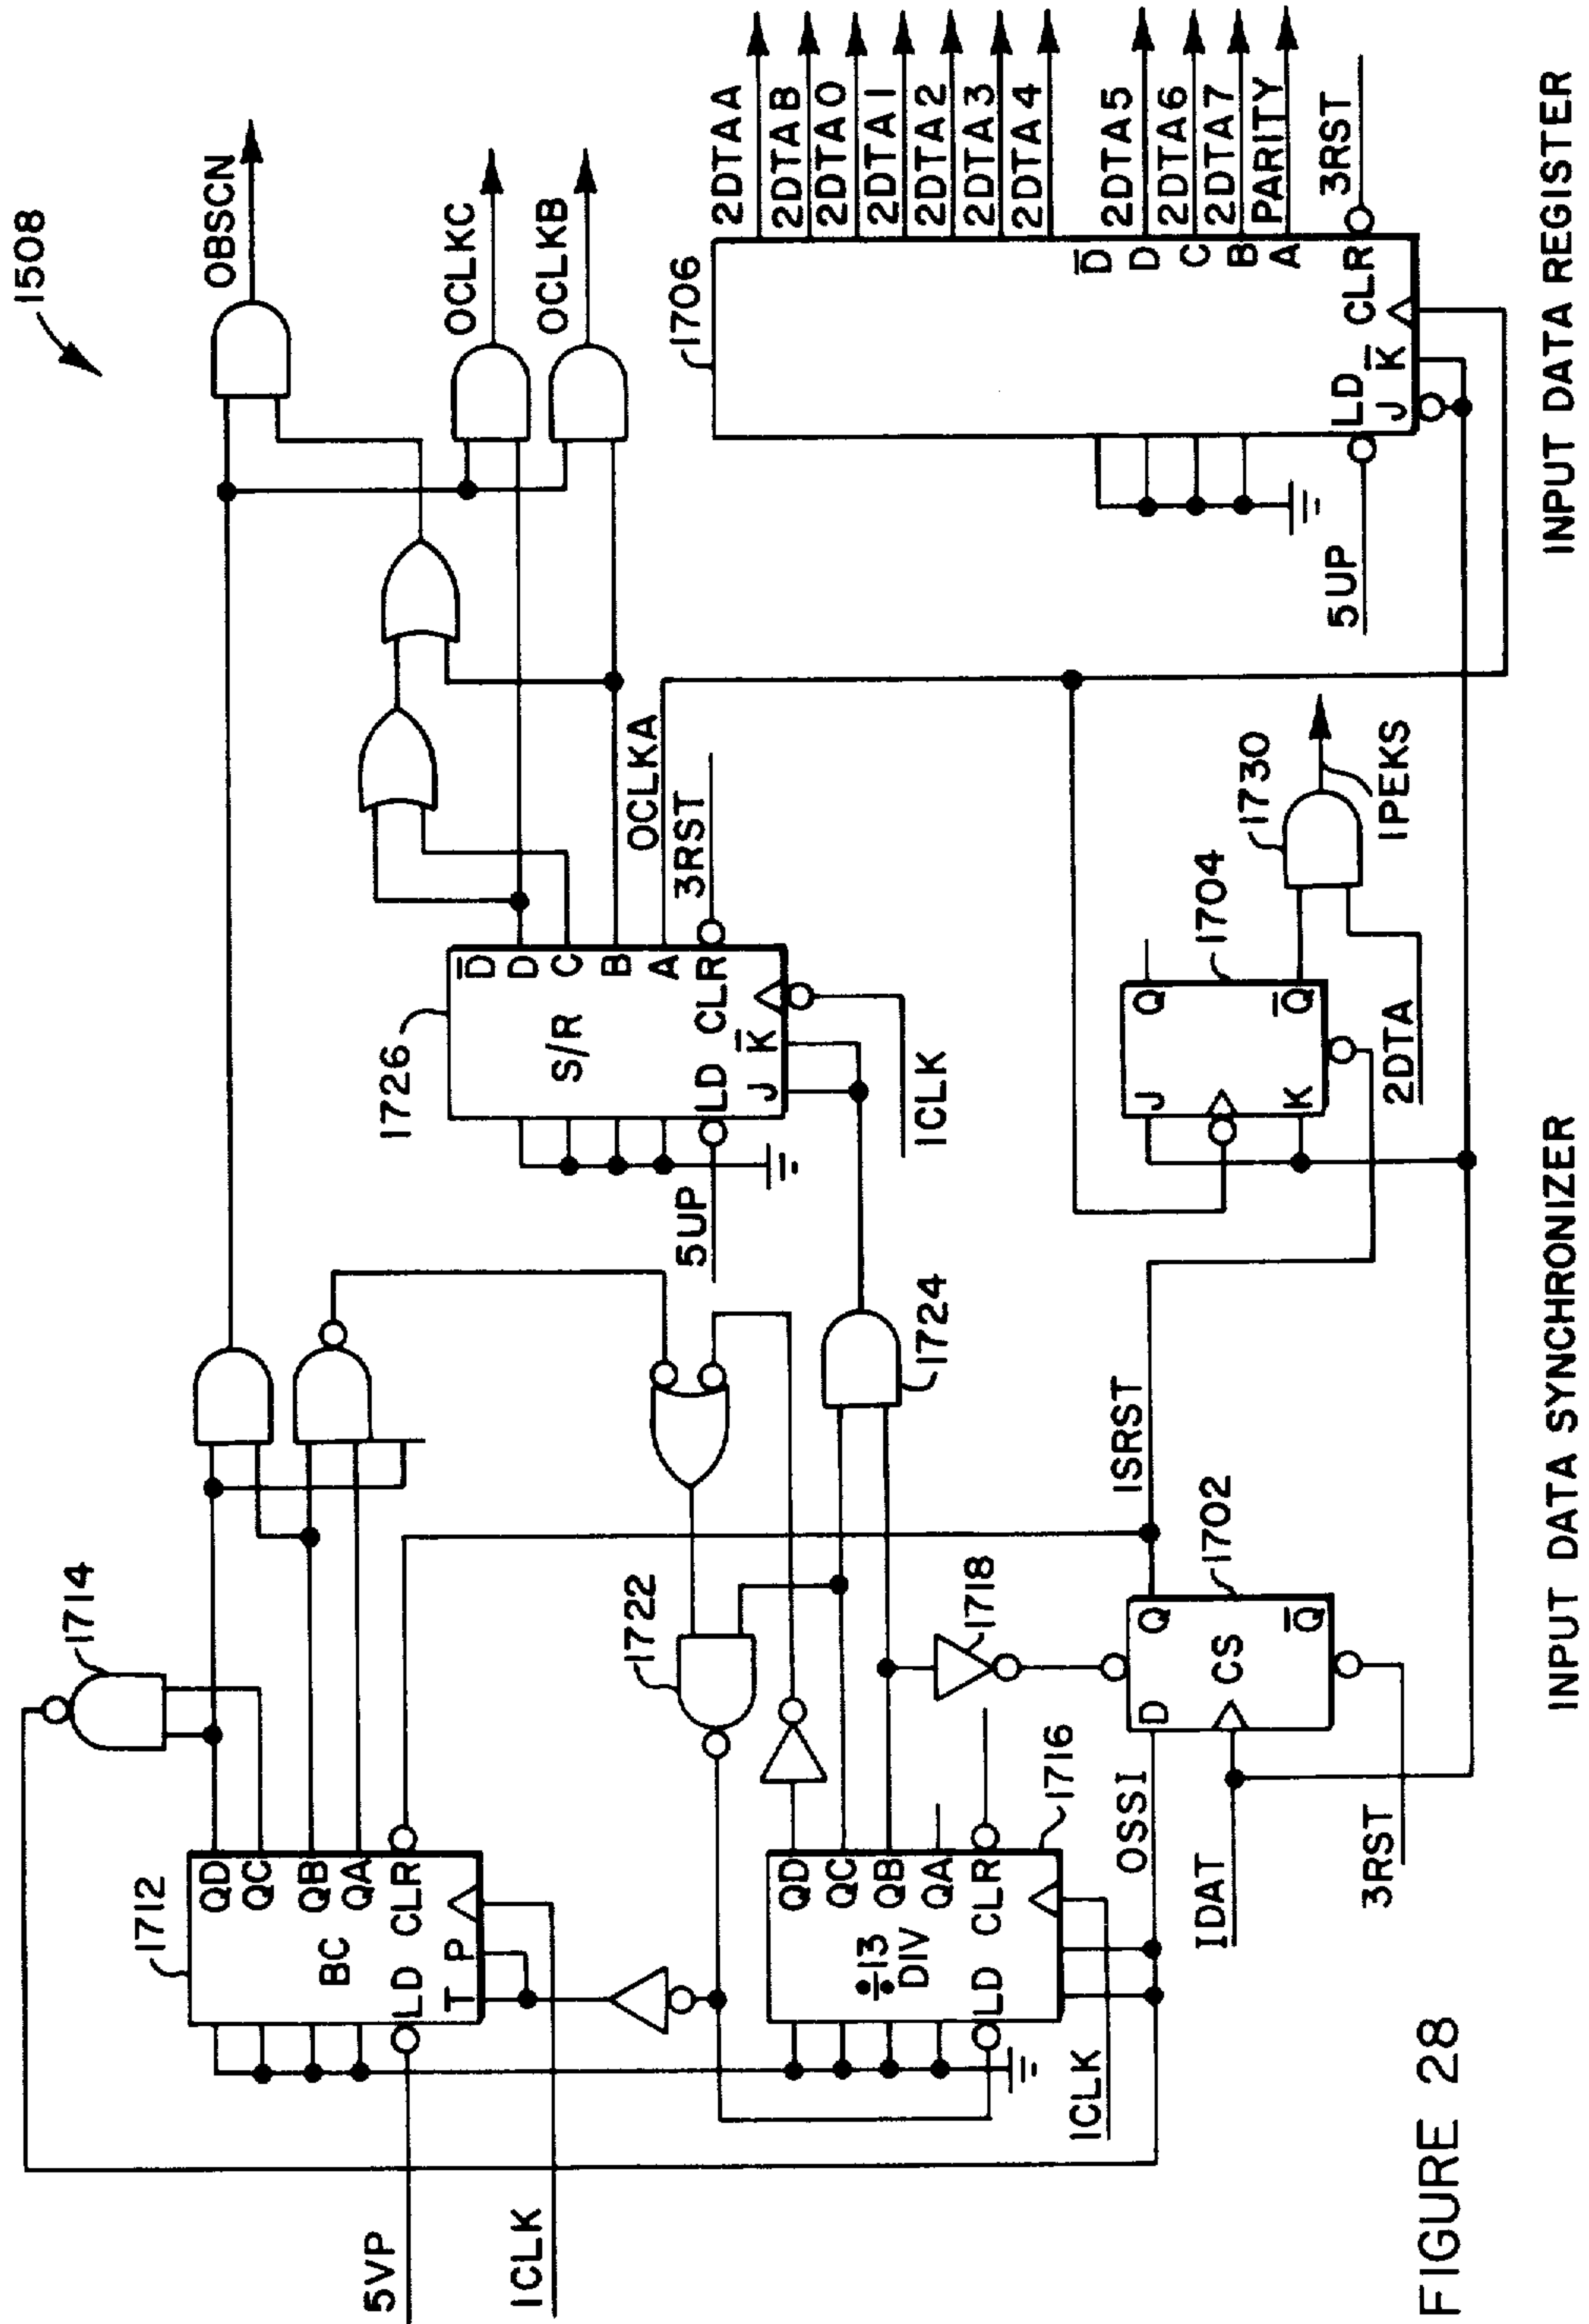 1508
OBSCN
OCLKC
OCLKB
1714
1712
QD
QC
QB
QA
BC
LD CLR
T P
5VP
1CLK
1726
D̅
D
C
B
A
S/R
LD CLR
J K̅
OCLKA
3RST
5UP
1CLK
1722
1724
1718
1716
QD
QC
QB
QA
÷13
DIV
LD CLR
1CLK
OSSI
IDAT
3RST
1702
D
Q
CS
Q̅
ISRST
1704
J
Q
K
Q̅
2DTA
1730
IPEKS
1706
2DTAA
2DTAB
2DTA0
2DTA1
2DTA2
2DTA3
2DTA4
2DTA5
2DTA6
2DTA7
PARITY
D̅
D
C
B
A
LD CLR
J K̅
5UP
3RST
INPUT DATA SYNCHRONIZER
INPUT DATA REGISTER
FIGURE 28